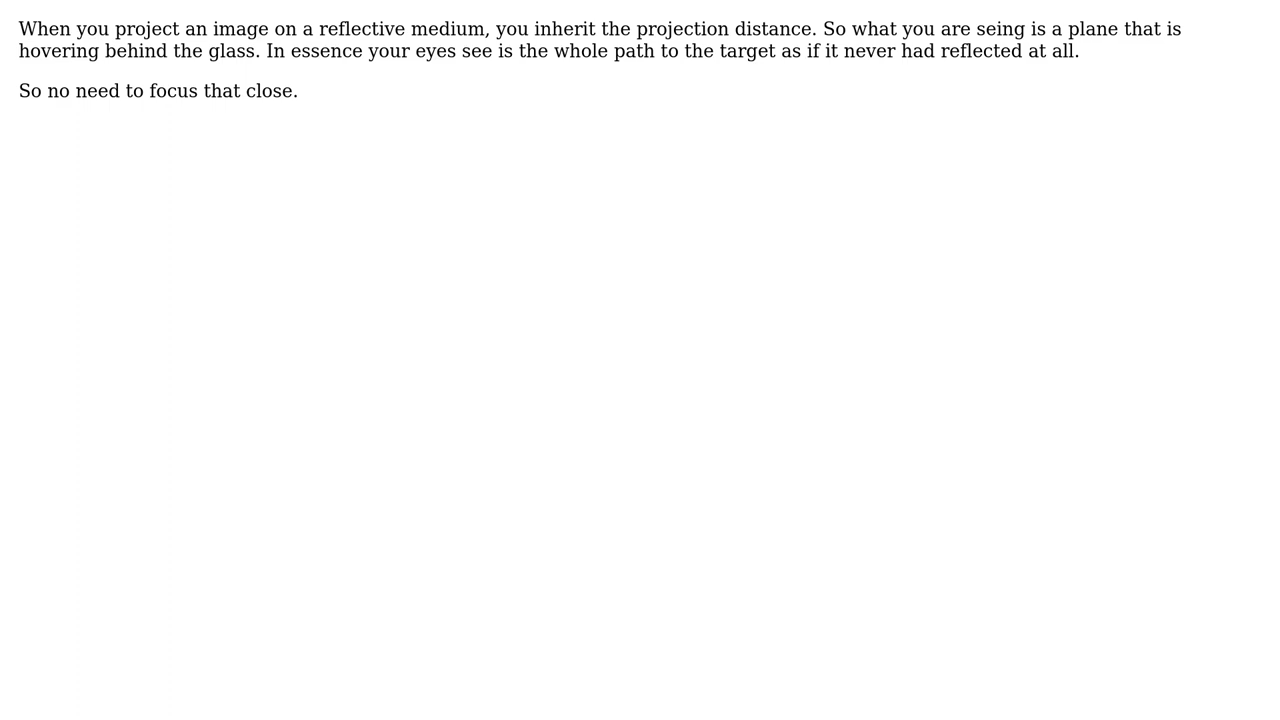 When you project an image on a reflective medium, you inherit the projection distance. So what you are seing is a plane that is
hovering behind the glass. In essence your eyes see is the whole path to the target as if it never had reflected at all.
So no need to focus that close.